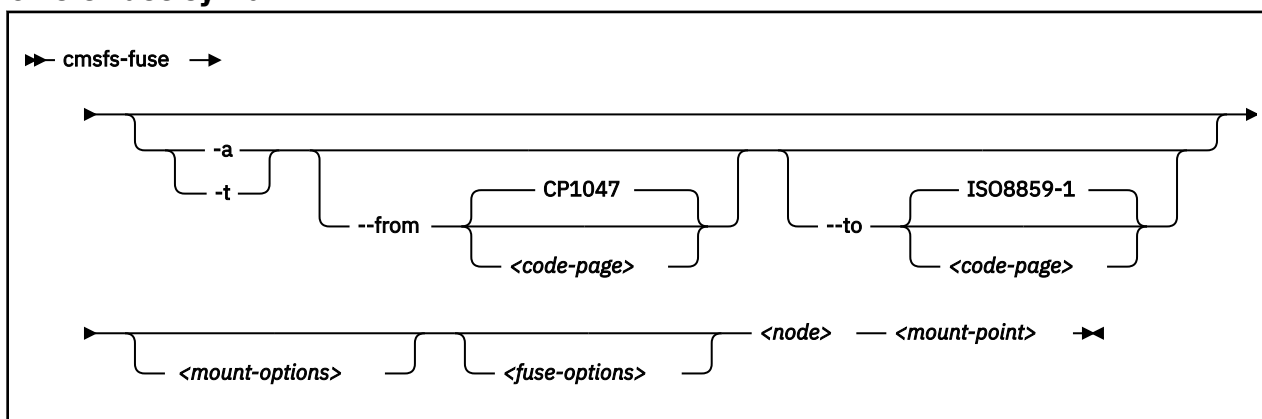 cmsfs-fuse
-a
-t
CP1047
ISO8859-1
--from
--to
<code-page>
<code-page>
<node>
<mount-point>
<mount-options>
<fuse-options>